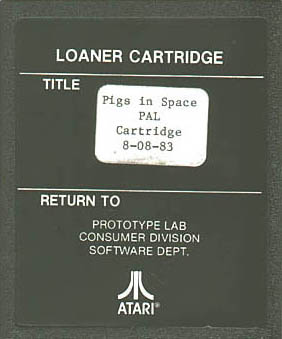 LOANER CARTRIDGE
TITLE
Pigs in Space
PAL
Cartridge
8-08-83
RETURN TO
PROTOTYPE LAB
CONSUMER DIVISION
SOFTWARE DEPT.
ATARI®